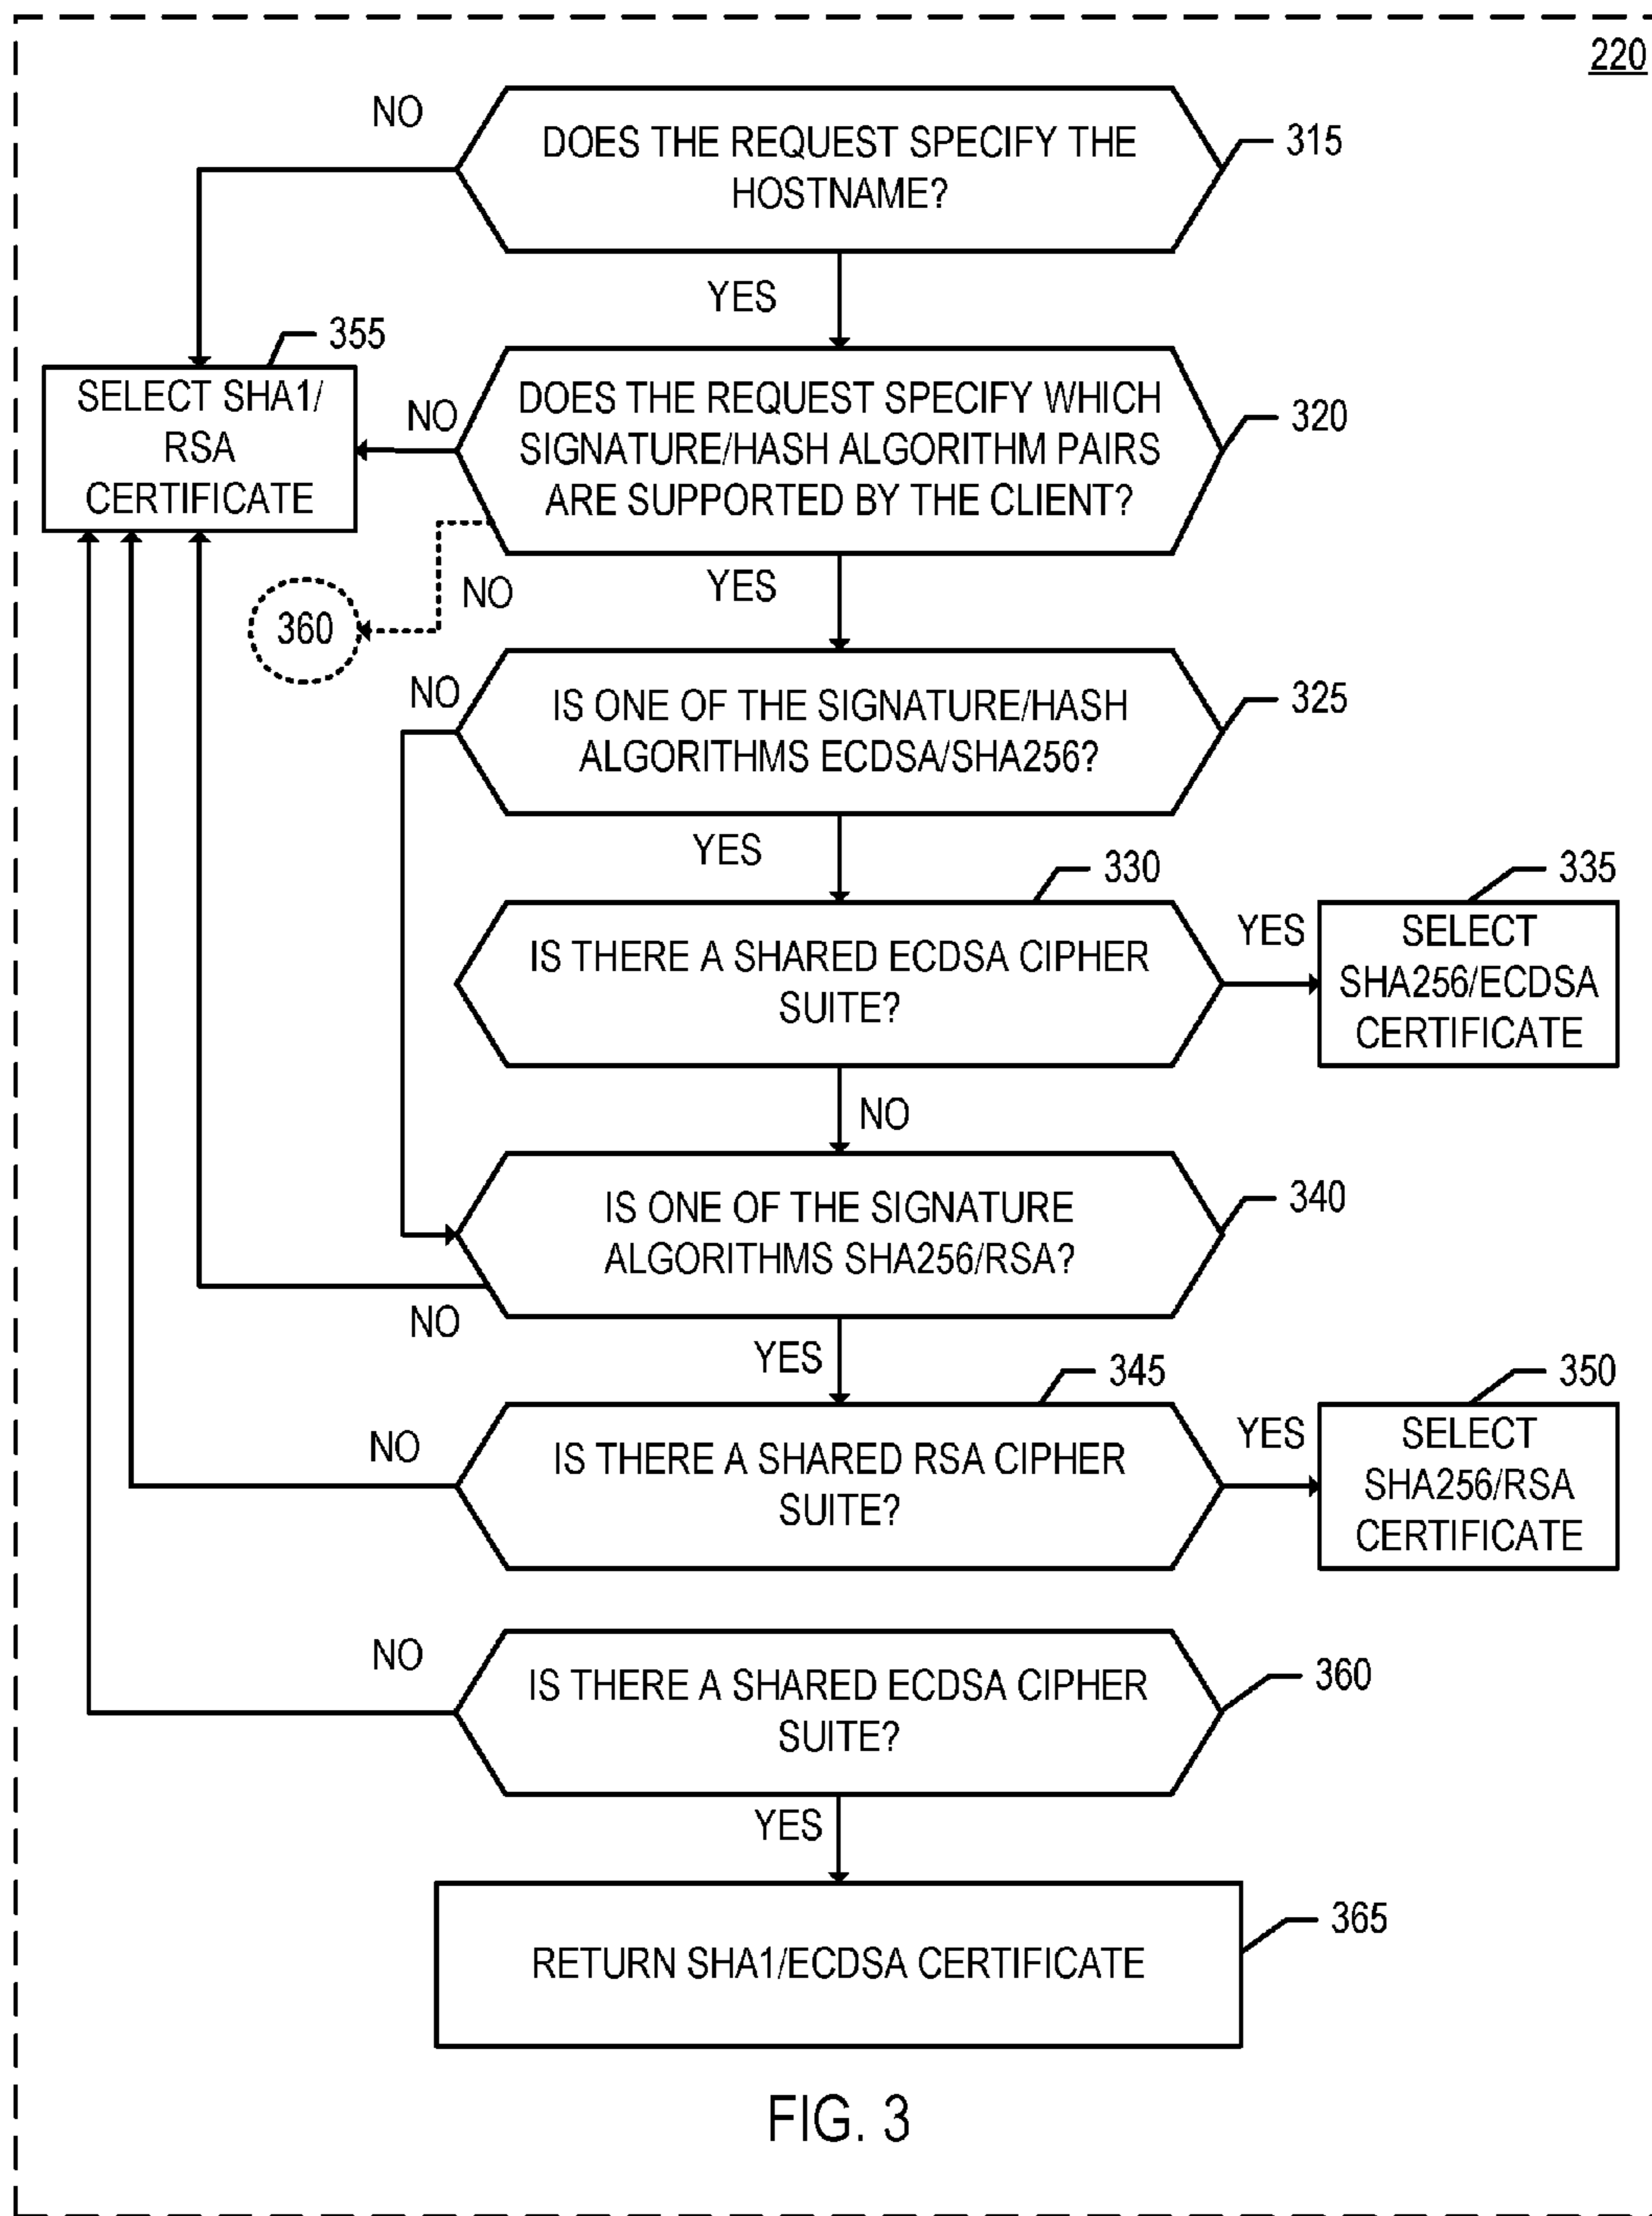 220
NO
DOES THE REQUEST SPECIFY THE
HOSTNAME?
315
YES
355
SELECT SHA1/
RSA
CERTIFICATE
NO
DOES THE REQUEST SPECIFY WHICH
SIGNATURE/HASH ALGORITHM PAIRS
ARE SUPPORTED BY THE CLIENT?
320
NO
360
YES
NO
IS ONE OF THE SIGNATURE/HASH
ALGORITHMS ECDSA/SHA256?
325
YES
330
IS THERE A SHARED ECDSA CIPHER
SUITE?
YES
335
SELECT
SHA256/ECDSA
CERTIFICATE
NO
IS ONE OF THE SIGNATURE
ALGORITHMS SHA256/RSA?
340
NO
YES
345
NO
IS THERE A SHARED RSA CIPHER
SUITE?
YES
350
SELECT
SHA256/RSA
CERTIFICATE
NO
IS THERE A SHARED ECDSA CIPHER
SUITE?
360
YES
RETURN SHA1/ECDSA CERTIFICATE
365
FIG. 3